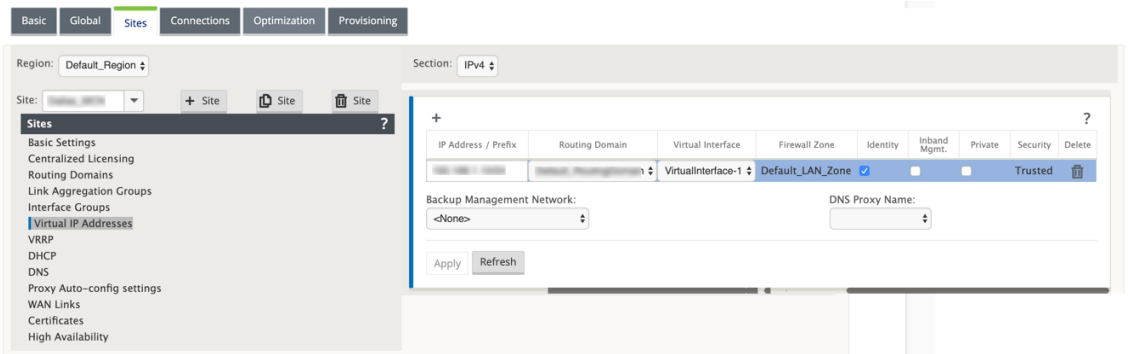 Basic Global Sites Connections Optimization Provisioning
Region: Default_Region
Section: IPv4
Site:
+ Site
Site
Site
Sites ?
Basic Settings
Centralized Licensing
Routing Domains
Link Aggregation Groups
Interface Groups
Virtual IP Addresses
VRRP
DHCP
DNS
Proxy Auto-config settings
WAN Links
Certificates
High Availability
+ ?
IP Address / Prefix Routing Domain Virtual Interface Firewall Zone Identity Inband Mgmt. Private Security Delete
VirtualInterface-1 Default_LAN_Zone Trusted
Backup Management Network: DNS Proxy Name:
<None>
Apply Refresh